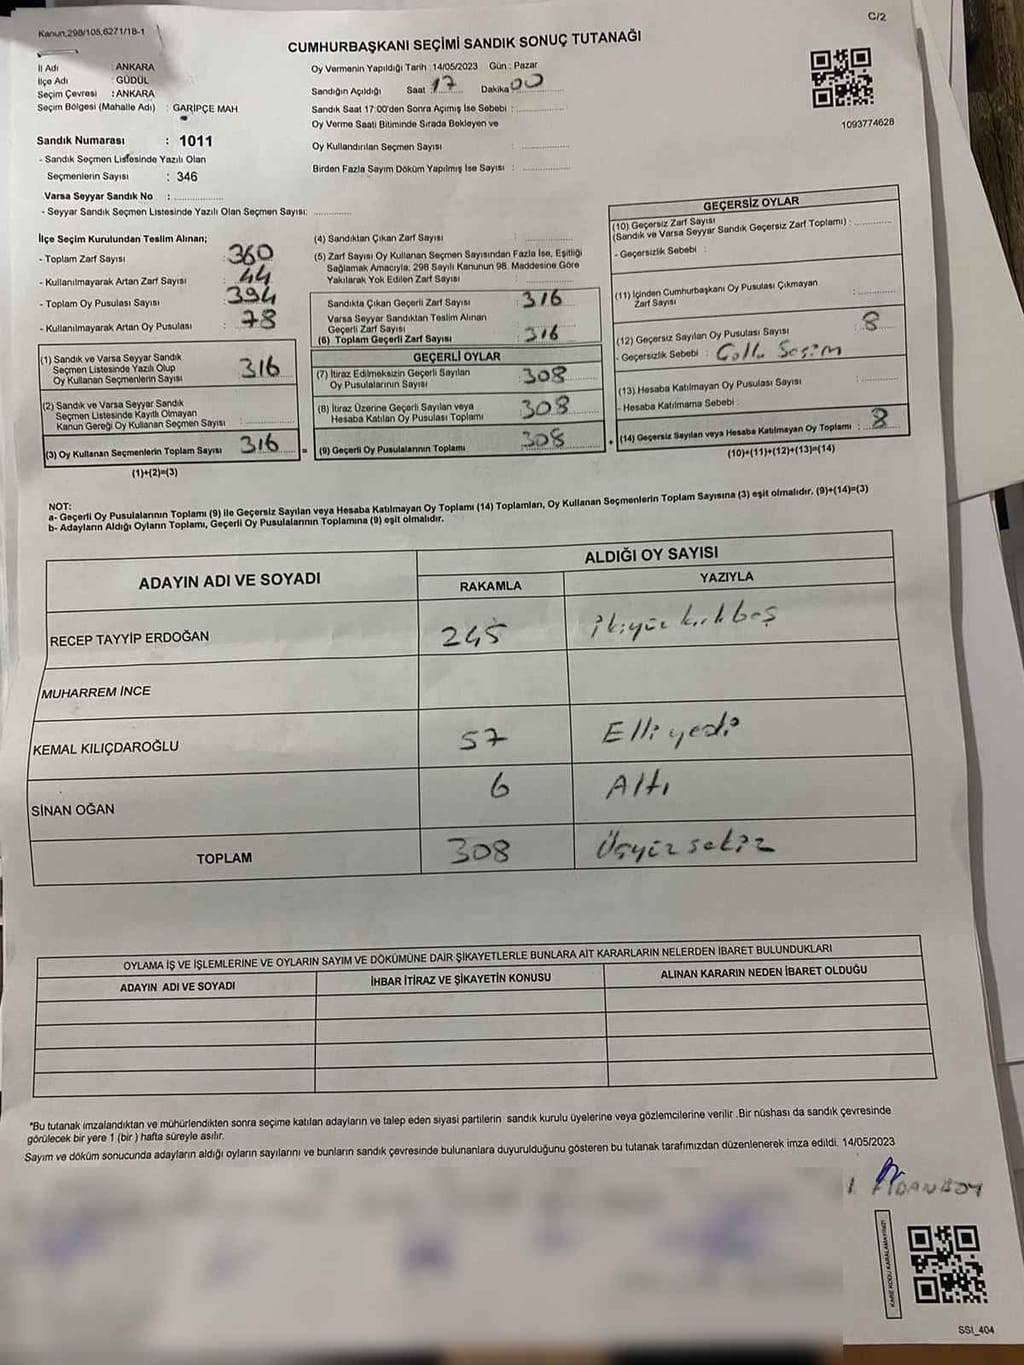 Kanun,298/105,6271/18-1
C/2
CUMHURBAŞKANI SEÇİMİ SANDIK SONUÇ TUTANAĞI
İl Adı : ANKARA
İlçe Adı : GÜDÜL
Seçim Çevresi : ANKARA
Seçim Bölgesi (Mahalle Adı) : GARİPÇE MAH
Sandık Numarası : 1011
- Sandık Seçmen Listesinde Yazılı Olan
Seçmenlerin Sayısı : 346
Varsa Seyyar Sandık No :
- Seyyar Sandık Seçmen Listesinde Yazılı Olan Seçmen Sayısı:
Oy Vermenin Yapıldığı Tarih : 14/05/2023 Gün : Pazar
Sandığın Açıldığı Saat : 17 Dakika 00
Sandık Saat 17:00'den Sonra Açımış İse Sebebi :
Oy Verme Saati Bitiminde Sırada Bekleyen ve
Oy Kullandırılan Seçmen Sayısı :
Birden Fazla Sayım Döküm Yapılmış İse Sayısı :
1093774628
İlçe Seçim Kurulundan Teslim Alınan;
- Toplam Zarf Sayısı : 360
- Kullanılmayarak Artan Zarf Sayısı : 44
- Toplam Oy Pusulası Sayısı : 394
- Kullanılmayarak Artan Oy Pusulası : 78
(1) Sandık ve Varsa Seyyar Sandık
Seçmen Listesinde Yazılı Olup
Oy Kullanan Seçmenlerin Sayısı : 316
(2) Sandık ve Varsa Seyyar Sandık
Seçmen Listesinde Kayıtlı Olmayan
Kanun Gereği Oy Kullanan Seçmen Sayısı :
(3) Oy Kullanan Seçmenlerin Toplam Sayısı : 316
(1)+(2)=(3)
(4) Sandıktan Çıkan Zarf Sayısı :
(5) Zarf Sayısı Oy Kullanan Seçmen Sayısından Fazla İse, Eşitliği
Sağlamak Amacıyla; 298 Sayılı Kanunun 98. Maddesine Göre
Yakılarak Yok Edilen Zarf Sayısı :
Sandıkta Çıkan Geçerli Zarf Sayısı : 316
Varsa Seyyar Sandıktan Teslim Alınan
Geçerli Zarf Sayısı :
(6) Toplam Geçerli Zarf Sayısı : 316
GEÇERLİ OYLAR
(7) İtiraz Edilmeksizin Geçerli Sayılan
Oy Pusulalarının Sayısı : 308
(8) İtiraz Üzerine Geçerli Sayılan veya
Hesaba Katılan Oy Pusulası Toplamı : 308
(9) Geçerli Oy Pusulalarının Toplamı : 308
GEÇERSİZ OYLAR
(10) Geçersiz Zarf Sayısı
(Sandık ve Varsa Seyyar Sandık Geçersiz Zarf Toplamı) :
- Geçersizlik Sebebi :
(11) İçinden Cumhurbaşkanı Oy Pusulası Çıkmayan
Zarf Sayısı :
(12) Geçersiz Sayılan Oy Pusulası Sayısı : 8
- Geçersizlik Sebebi : Çoklu Seçim
(13) Hesaba Katılmayan Oy Pusulası Sayısı :
- Hesaba Katılmama Sebebi :
(14) Geçersiz Sayılan veya Hesaba Katılmayan Oy Toplamı : 8
(10)+(11)+(12)+(13)=(14)
NOT:
a- Geçerli Oy Pusulalarının Toplamı (9) ile Geçersiz Sayılan veya Hesaba Katılmayan Oy Toplamı (14) Toplamları, Oy Kullanan Seçmenlerin Toplam Sayısına (3) eşit olmalıdır. (9)+(14)=(3)
b- Adayların Aldığı Oyların Toplamı, Geçerli Oy Pusulalarının Toplamına (9) eşit olmalıdır.
ADAYIN ADI VE SOYADI
ALDIĞI OY SAYISI
RAKAMLA YAZIYLA
RECEP TAYYİP ERDOĞAN 245 ikiyüz kırkbeş
MUHARREM İNCE
KEMAL KILIÇDAROĞLU 57 Elli yedi
SİNAN OĞAN 6 Altı
TOPLAM 308 Üçyüz sekiz
OYLAMA İŞ VE İŞLEMLERİNE VE OYLARIN SAYIM VE DÖKÜMÜNE DAİR ŞİKAYETLERLE BUNLARA AİT KARARLARIN NELERDEN İBARET BULUNDUKLARI
ADAYIN ADI VE SOYADI İHBAR İTİRAZ VE ŞİKAYETİN KONUSU ALINAN KARARIN NEDEN İBARET OLDUĞU
*Bu tutanak imzalandıktan ve mühürlendikten sonra seçime katılan adayların ve talep eden siyasi partilerin sandık kurulu üyelerine veya gözlemcilerine verilir .Bir nüshası da sandık çevresinde
görülecek bir yere 1 (bir ) hafta süreyle asılır.
Sayım ve döküm sonucunda adayların aldığı oyların sayılarını ve bunların sandık çevresinde bulunanlara duyurulduğunu gösteren bu tutanak tarafımızdan düzenlenerek imza edildi. 14/05/2023
KARE KODU KARALAMAYINIZ!
SSI_404